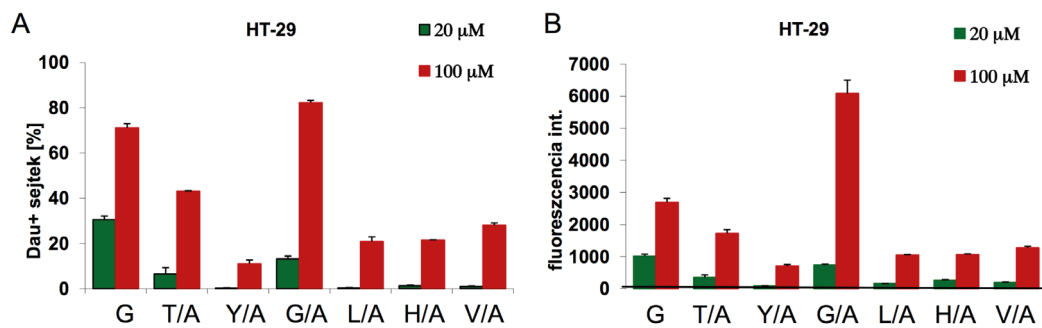 A
HT-29
20 µM
100 µM
Dau+ sejtek [%]
100
80
60
40
20
0
G T/A Y/A G/A L/A H/A V/A
B
HT-29
20 µM
100 µM
fluoreszcencia int.
7000
6000
5000
4000
3000
2000
1000
0
G T/A Y/A G/A L/A H/A V/A